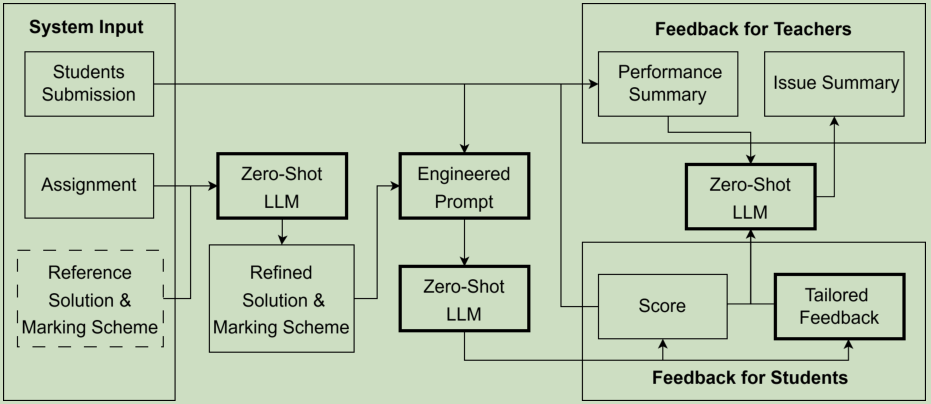 System Input
Students
Submission
Assignment
Reference
Solution &
Marking Scheme
Zero-Shot
LLM
Refined
Solution &
Marking Scheme
Engineered
Prompt
Zero-Shot
LLM
Feedback for Teachers
Performance
Summary
Issue Summary
Zero-Shot
LLM
Score
Tailored
Feedback
Feedback for Students